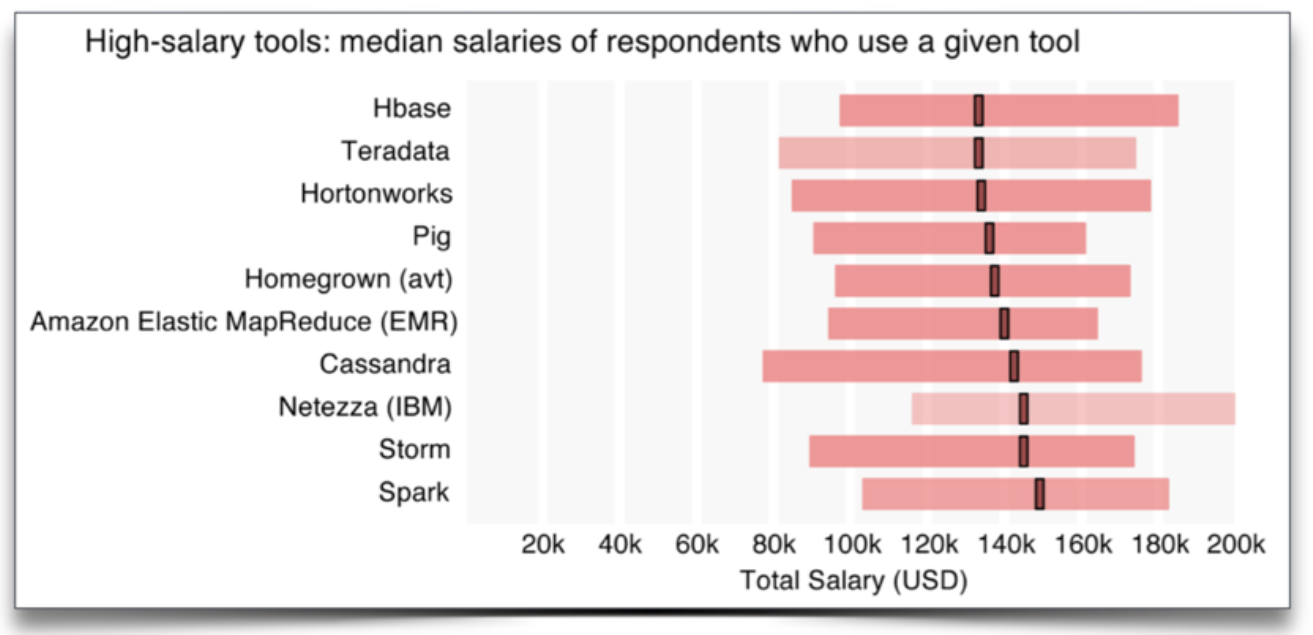 High-salary tools: median salaries of respondents who use a given tool
Hbase
Teradata
Hortonworks
Pig
Homegrown (avt)
Amazon Elastic MapReduce (EMR)
Cassandra
Netezza (IBM)
Storm
Spark
20k 40k 60k 80k 100k 120k 140k 160k 180k 200k
Total Salary (USD)